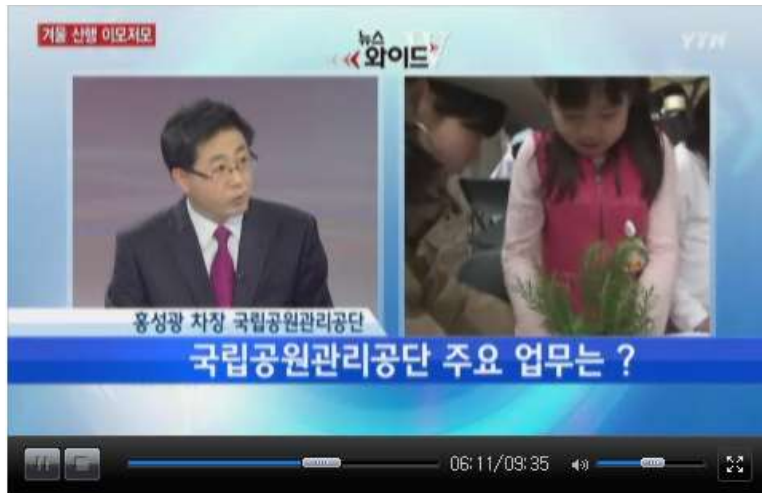 겨울 산행 이모저모
뉴스
와이드
YTN
홍성광 차장 국립공원관리공단
국립공원관리공단 주요 업무는 ?
06:11/09:35